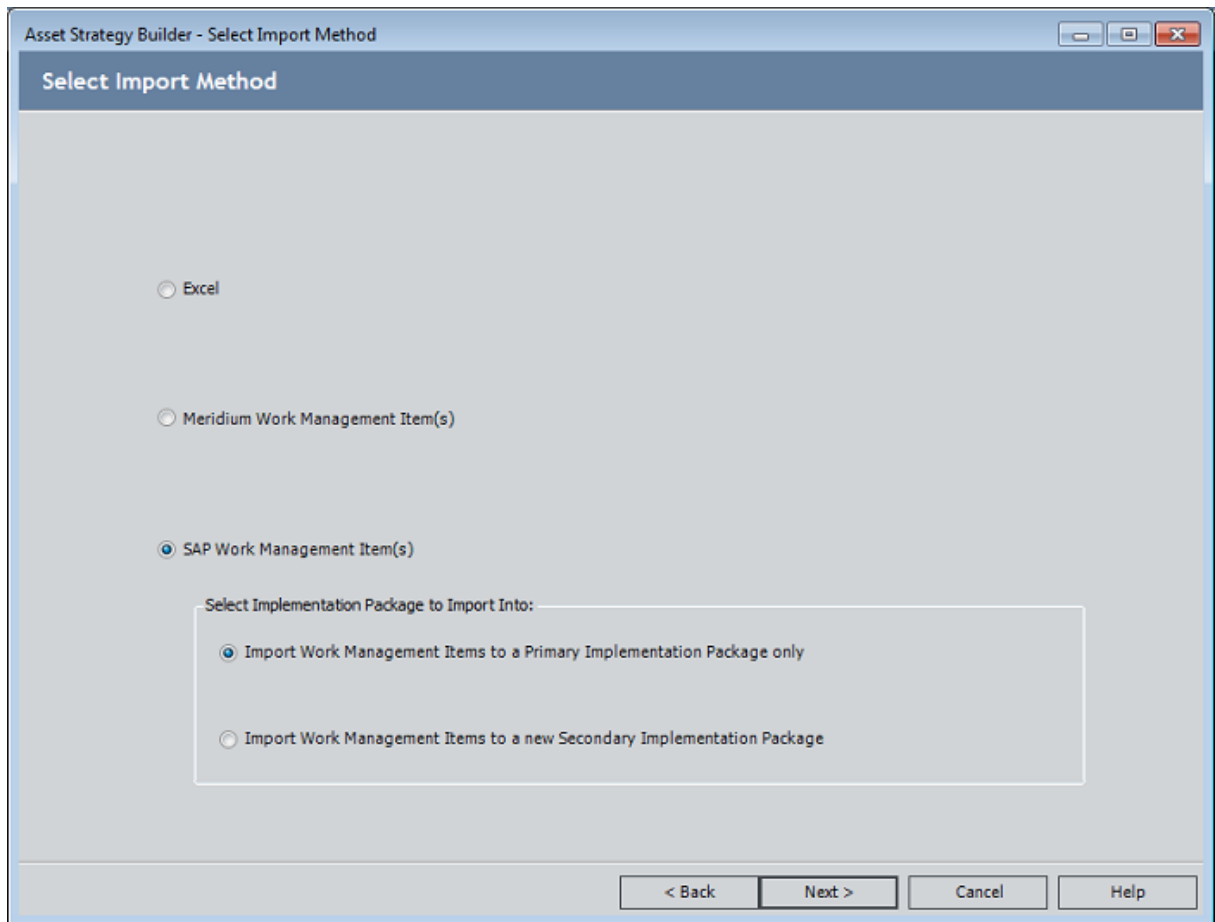 Asset Strategy Builder - Select Import Method
Select Import Method
Excel
Meridium Work Management Item(s)
SAP Work Management Item(s)
Select Implementation Package to Import Into:
Import Work Management Items to a Primary Implementation Package only
Import Work Management Items to a new Secondary Implementation Package
< Back Next > Cancel Help